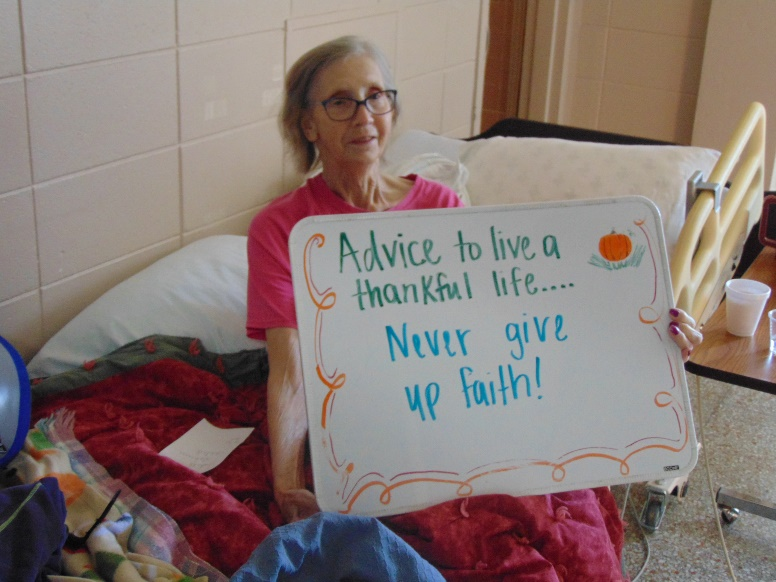 Advice to live a
thankful life....
Never give
up faith!